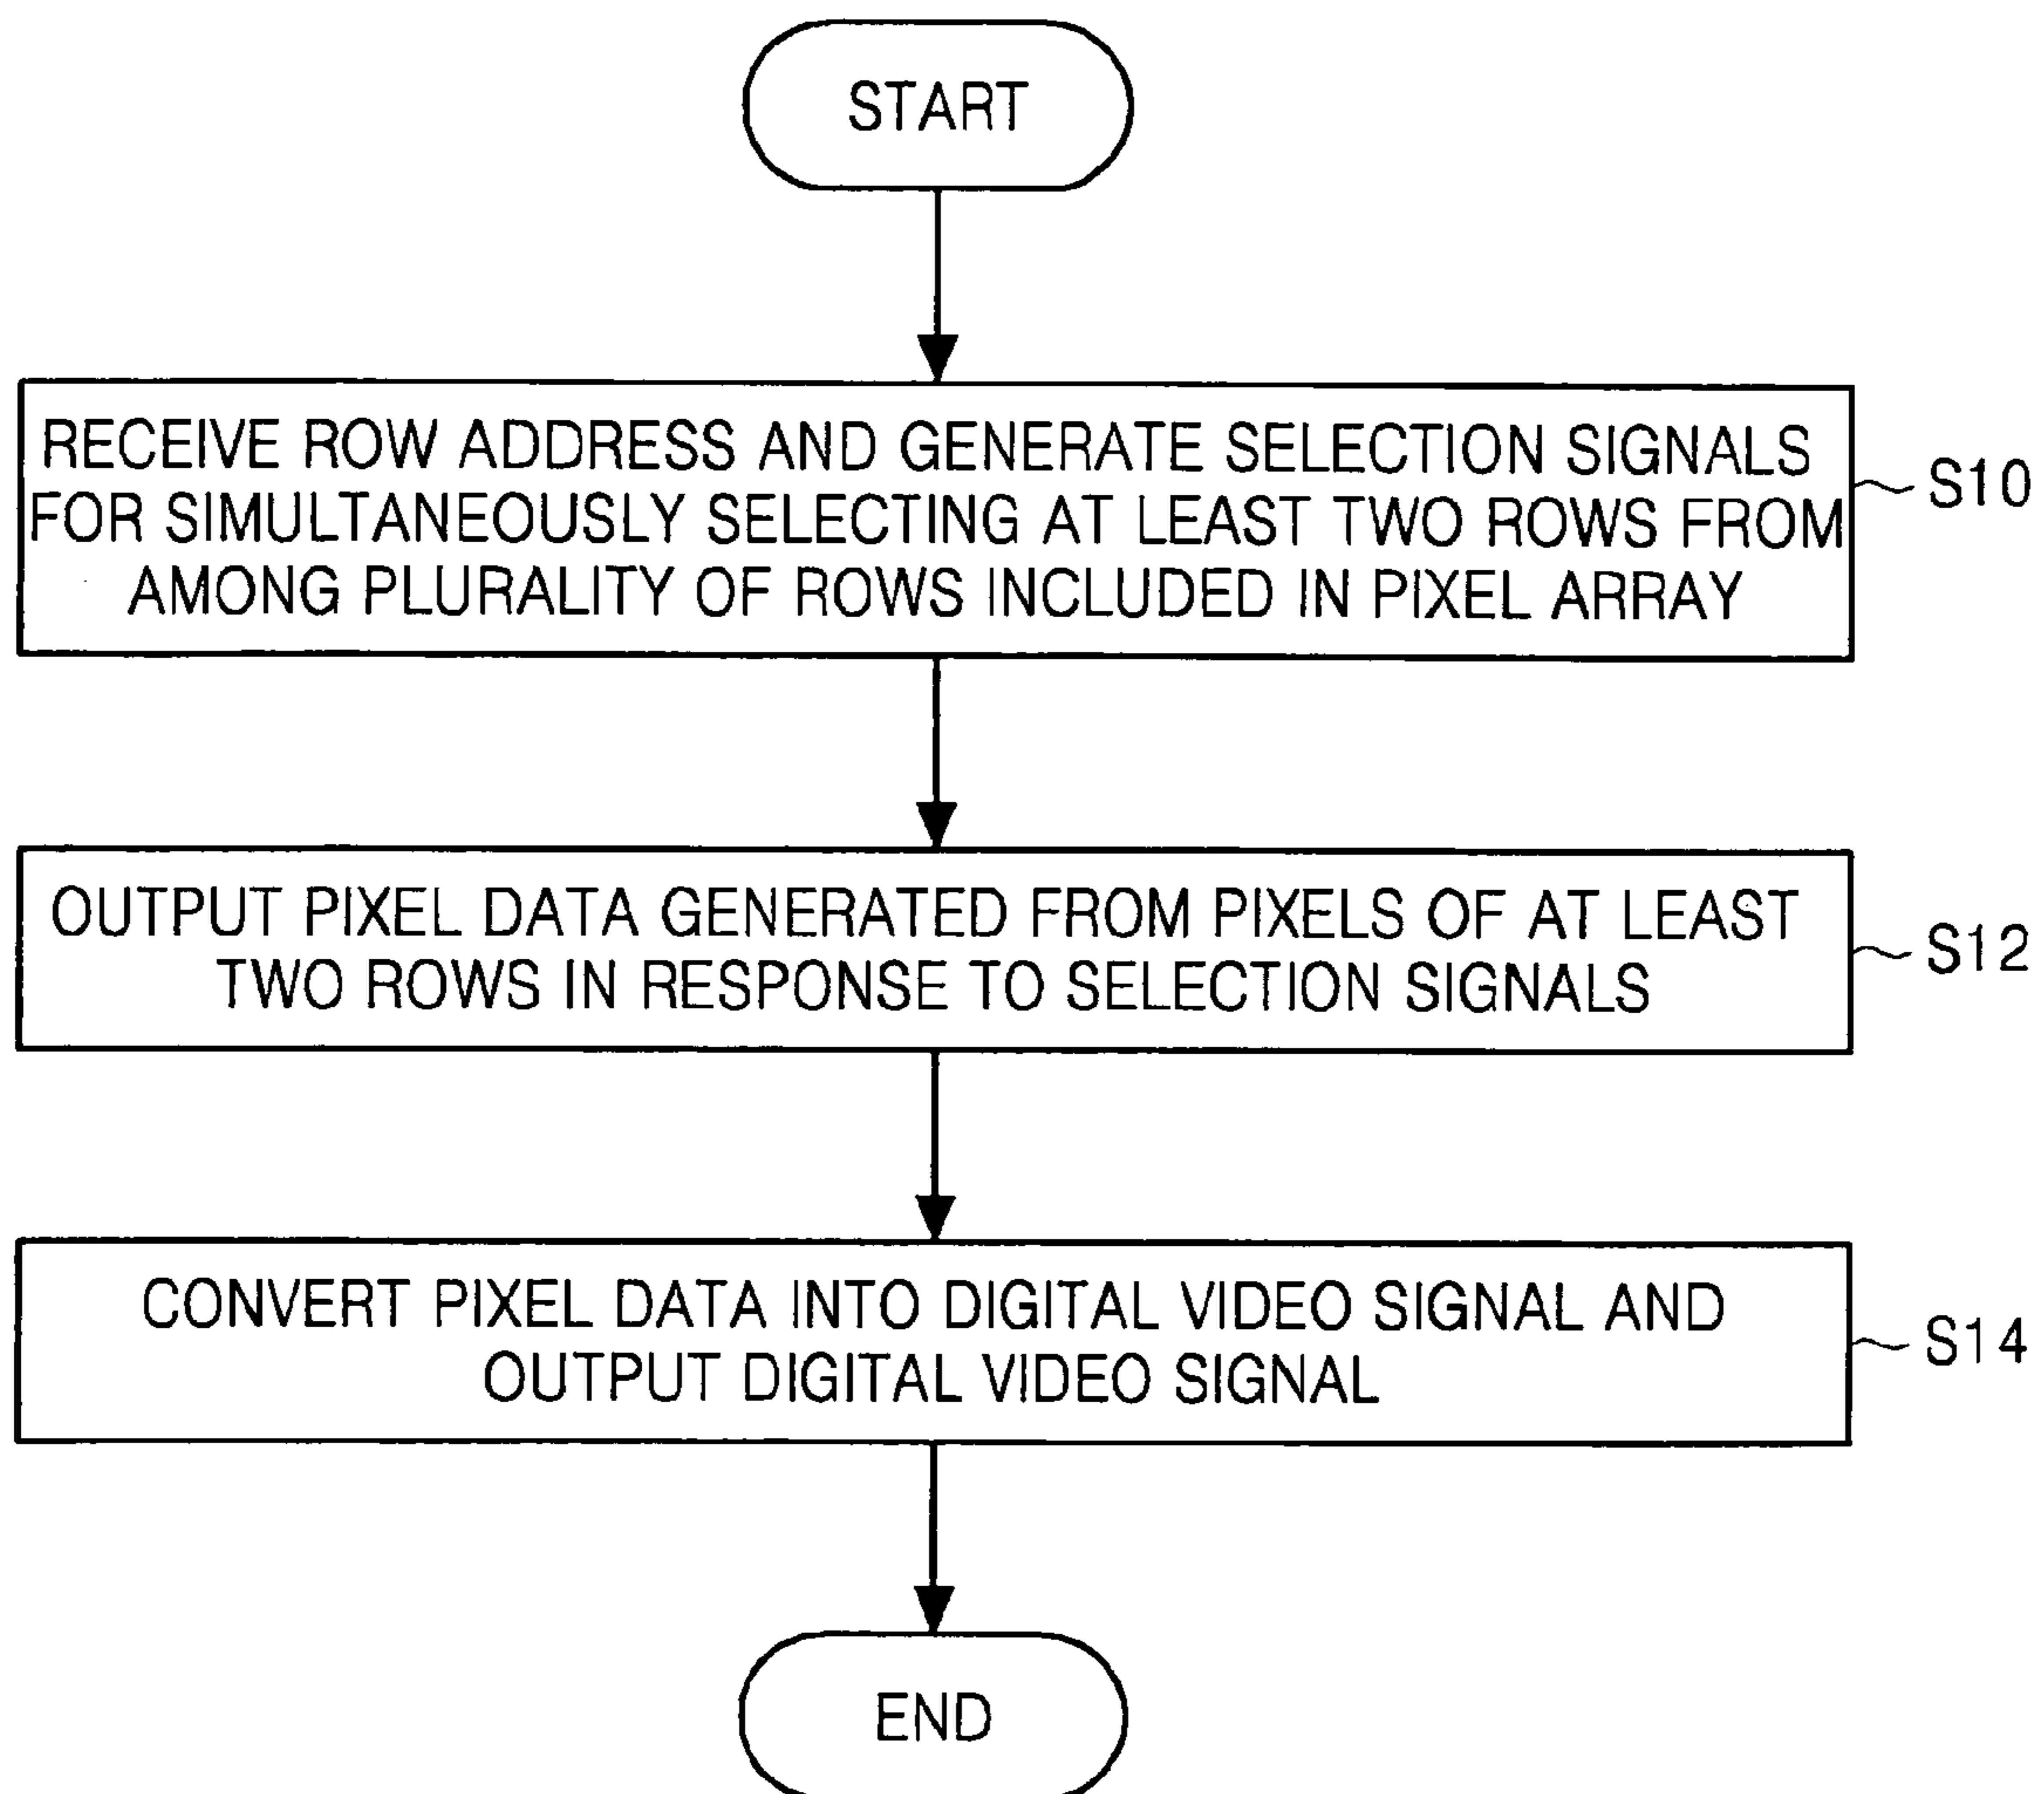 START
RECEIVE ROW ADDRESS AND GENERATE SELECTION SIGNALS
FOR SIMULTANEOUSLY SELECTING AT LEAST TWO ROWS FROM
AMONG PLURALITY OF ROWS INCLUDED IN PIXEL ARRAY
S10
OUTPUT PIXEL DATA GENERATED FROM PIXELS OF AT LEAST
TWO ROWS IN RESPONSE TO SELECTION SIGNALS
S12
CONVERT PIXEL DATA INTO DIGITAL VIDEO SIGNAL AND
OUTPUT DIGITAL VIDEO SIGNAL
S14
END